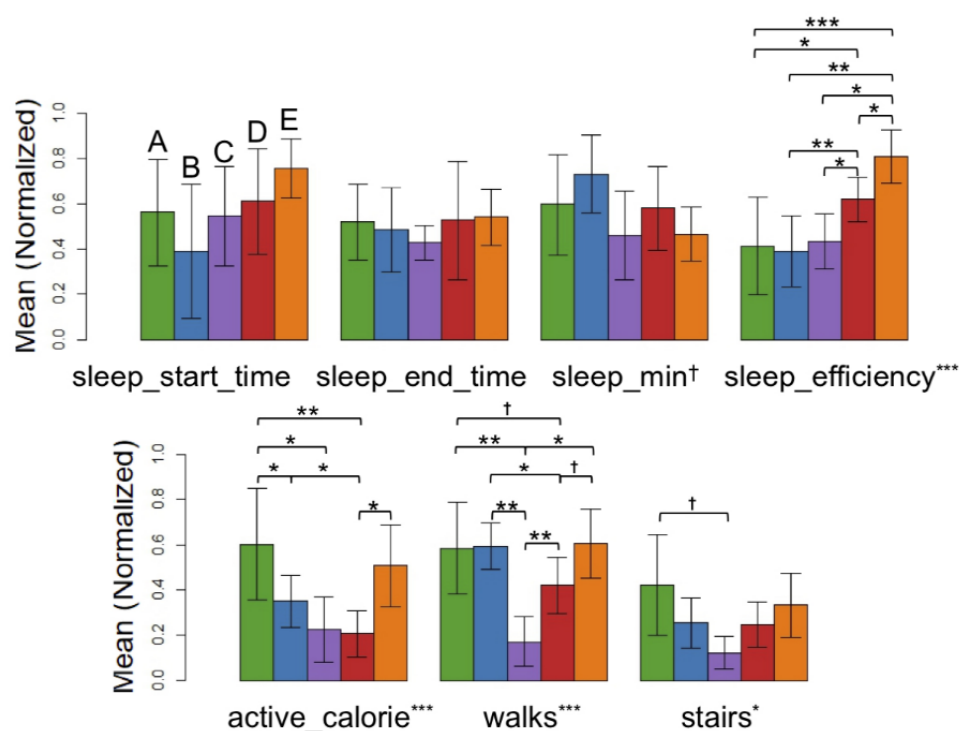 ***
*
**
*
*
**
*
Mean (Normalized)
0.0 0.2 0.4 0.6 0.8 1.0
A B C D E
sleep_start_time sleep_end_time sleep_min† sleep_efficiency***
** † 
* ** *
* * * †
* ** †
**
Mean (Normalized)
0.0 0.2 0.4 0.6 0.8 1.0
active_calorie*** walks*** stairs*